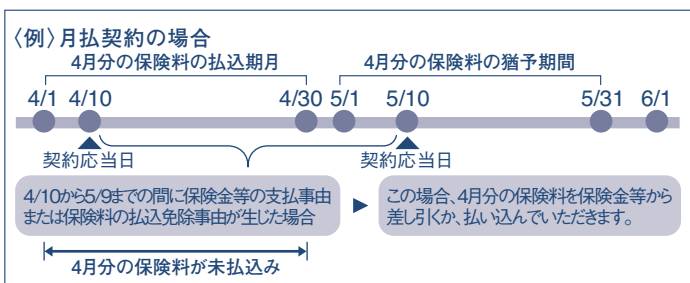 〈例〉月払契約の場合
4月分の保険料の払込期月 4月分の保険料の猶予期間
4/1 4/10 4/30 5/1 5/10 5/31 6/1
契約応当日 契約応当日
4/10から5/9までの間に保険金等の支払事由
または保険料の払込免除事由が生じた場合
この場合、4月分の保険料を保険金等から
差し引くか、払い込んでいただきます。
4月分の保険料が未払込み